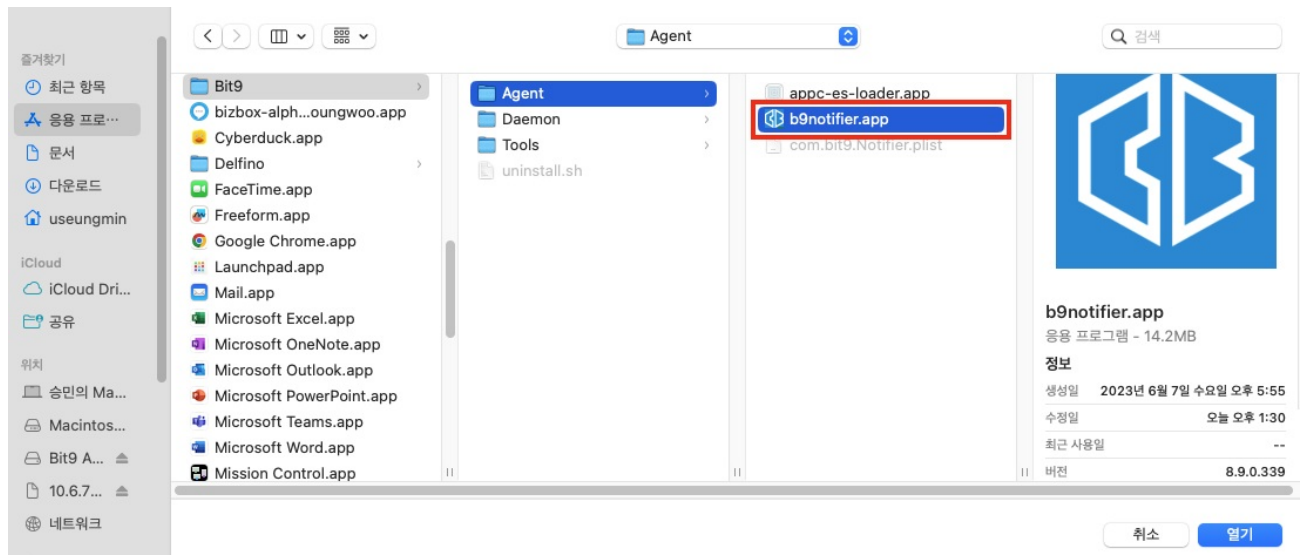 Agent
검색
즐겨찾기
최근 항목
응용 프로…
문서
다운로드
useungmin
iCloud
iCloud Dri...
공유
위치
승민의 Ma...
Macintos...
Bit9 A...
10.6.7...
네트워크
Bit9
bizbox-alph...oungwoo.app
Cyberduck.app
Delfino
FaceTime.app
Freeform.app
Google Chrome.app
Launchpad.app
Mail.app
Microsoft Excel.app
Microsoft OneNote.app
Microsoft Outlook.app
Microsoft PowerPoint.app
Microsoft Teams.app
Microsoft Word.app
Mission Control.app
Agent
Daemon
Tools
uninstall.sh
appc-es-loader.app
b9notifier.app
com.bit9.Notifier.plist
b9notifier.app
응용 프로그램 - 14.2MB
정보
생성일 2023년 6월 7일 수요일 오후 5:55
수정일 오늘 오후 1:30
최근 사용일 --
버전 8.9.0.339
취소
열기